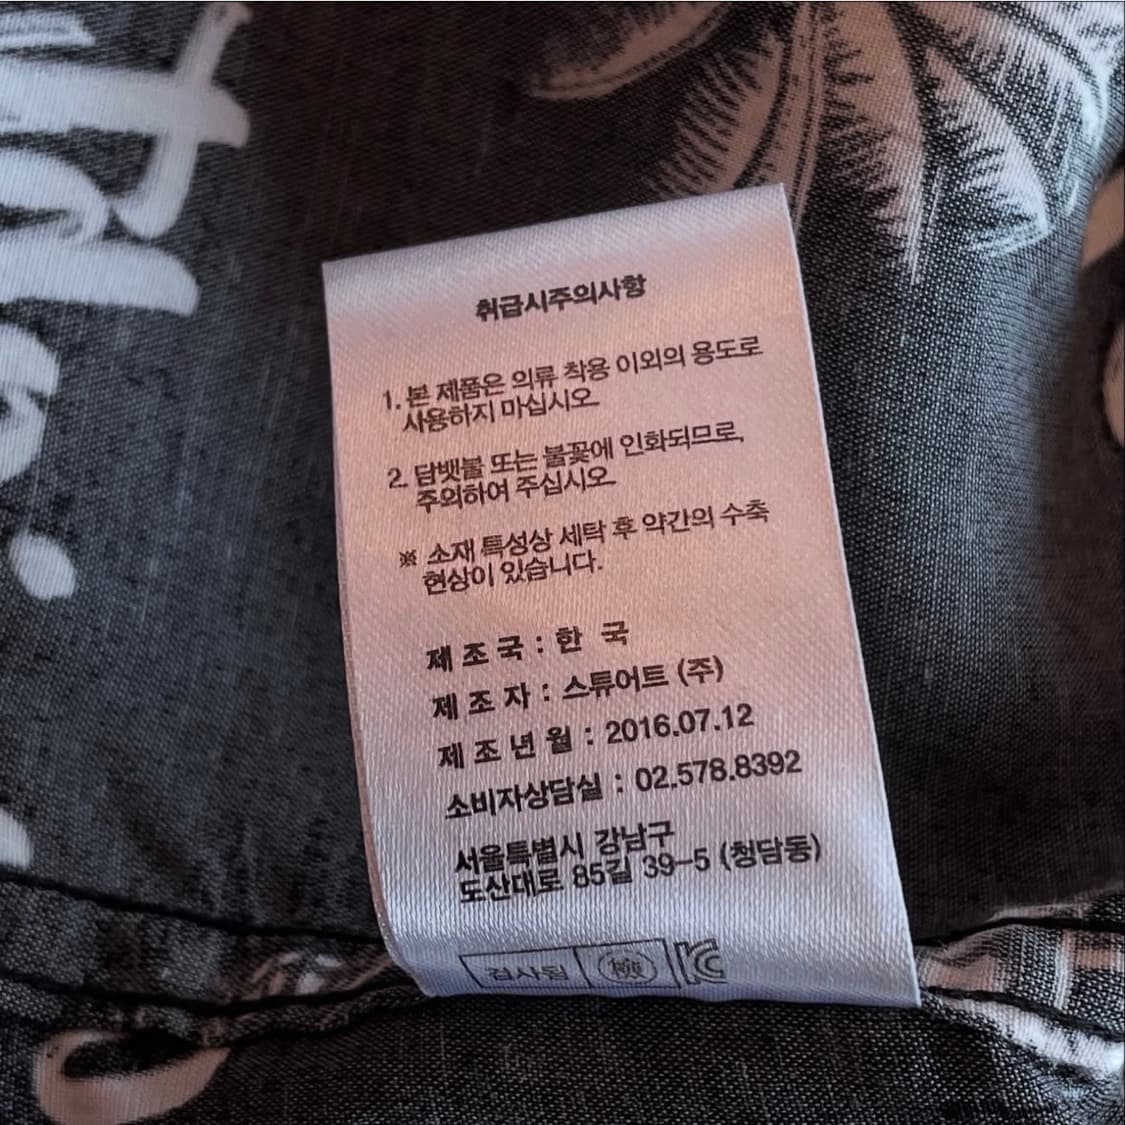 취급시주의사항
1. 본 제품은 의류 착용 이외의 용도로
사용하지 마십시오.
2. 담뱃불 또는 불꽃에 인화되므로,
주의하여 주십시오.
※ 소재 특성상 세탁 후 약간의 수축
현상이 있습니다.
제 조 국 : 한 국
제 조 자 : 스튜어트 (주)
제 조 년 월 : 2016.07.12
소비자상담실 : 02.578.8392
서울특별시 강남구
도산대로 85길 39-5 (청담동)
검사됨